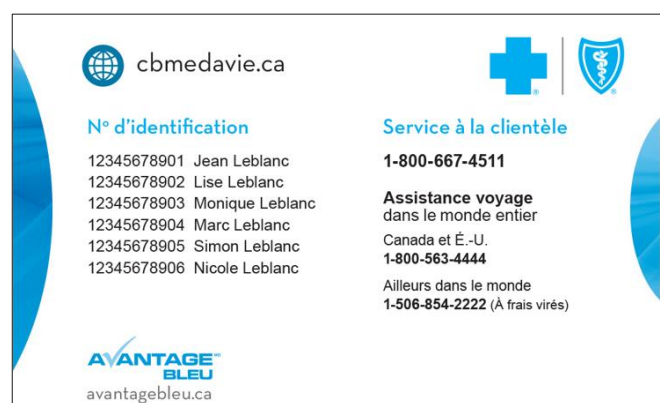 cbmedavie.ca
Nº d'identification
12345678901 Jean Leblanc
12345678902 Lise Leblanc
12345678903 Monique Leblanc
12345678904 Marc Leblanc
12345678905 Simon Leblanc
12345678906 Nicole Leblanc
AVANTAGE MC
BLEU
avantagebleu.ca
Service à la clientèle
1-800-667-4511
Assistance voyage
dans le monde entier
Canada et É.-U.
1-800-563-4444
Ailleurs dans le monde
1-506-854-2222 (À frais virés)